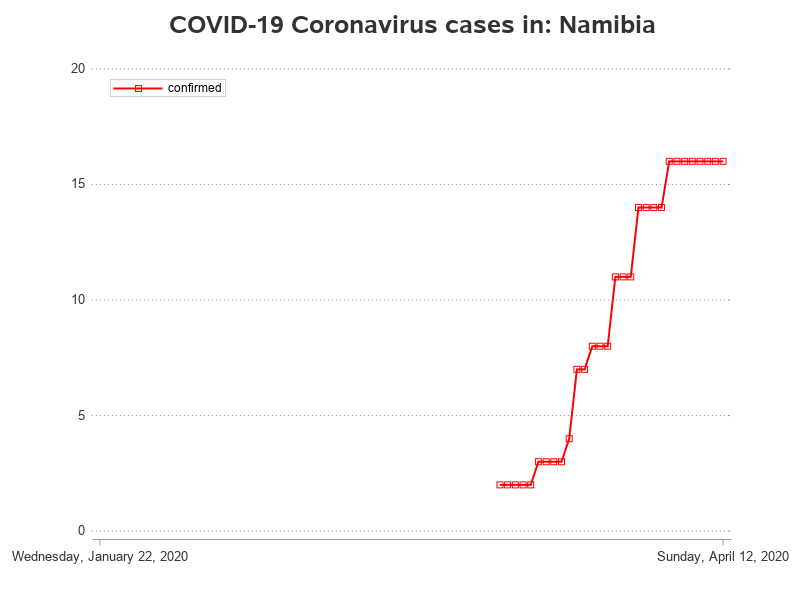 COVID-19 Coronavirus cases in: Namibia
20
confirmed
15
10
5
0
Wednesday, January 22, 2020
Sunday, April 12, 2020